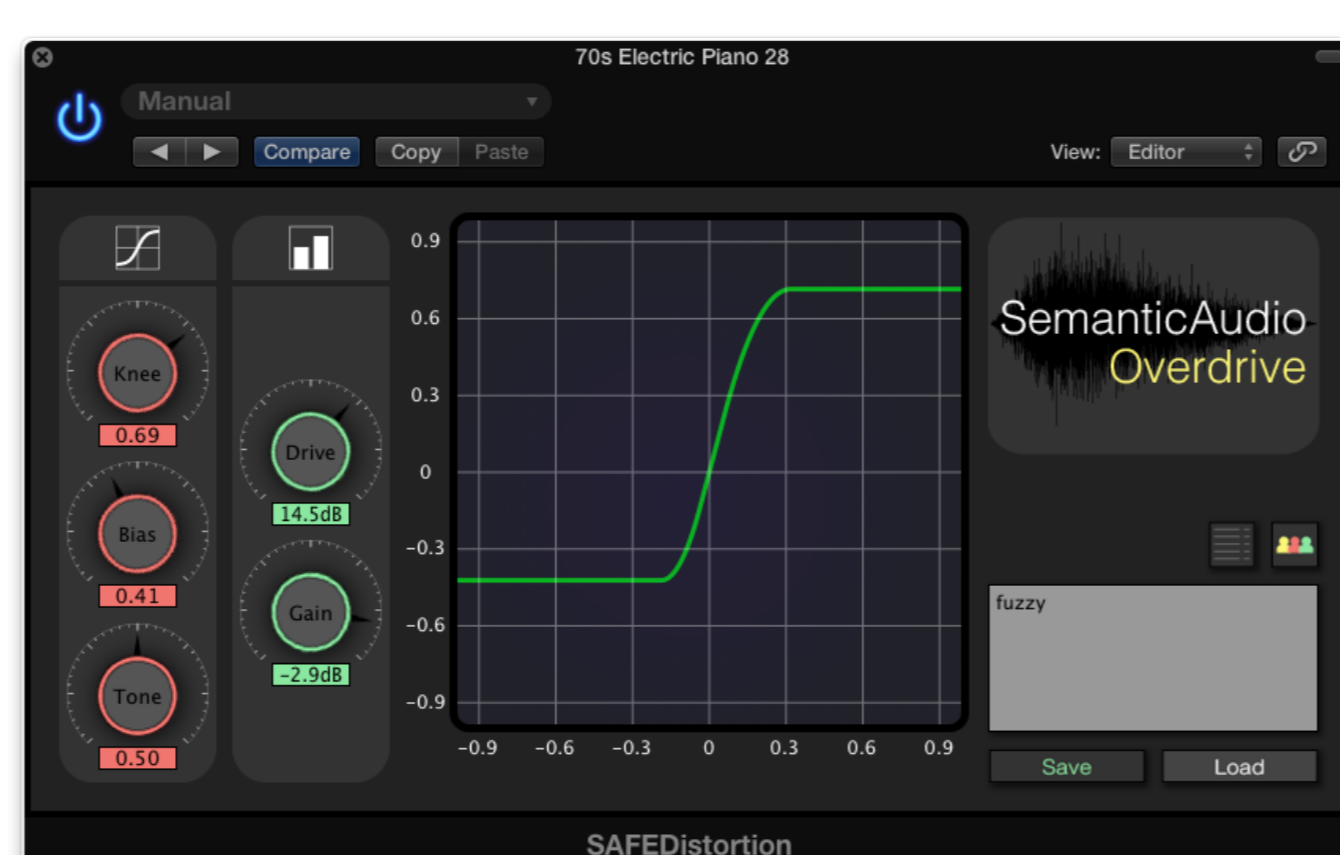 70s Electric Piano 28
Manual
Compare Copy Paste View: Editor
Knee
0.69
Bias
0.41
Tone
0.50
Drive
14.5dB
Gain
-2.9dB
0.9
0.6
0.3
0
-0.3
-0.6
-0.9
-0.9 -0.6 -0.3 0 0.3 0.6 0.9
SemanticAudio
Overdrive
fuzzy
Save Load
SAFEDistortion